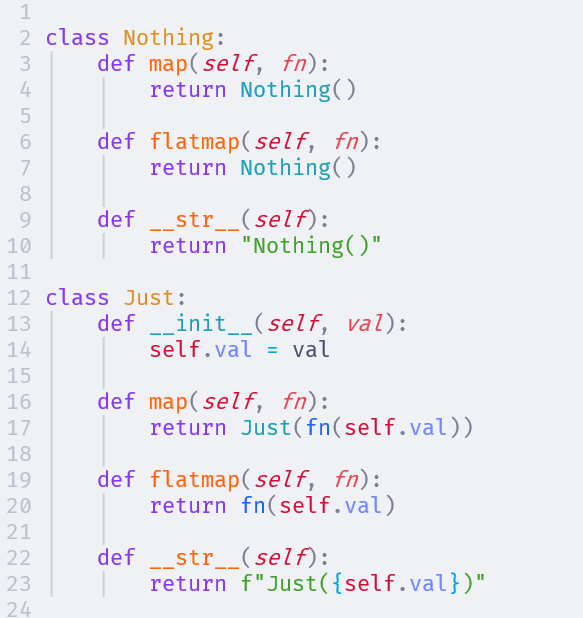 1
2 class Nothing:
3     def map(self, fn):
4         return Nothing()
5
6     def flatmap(self, fn):
7         return Nothing()
8
9     def __str__(self):
10         return "Nothing()"
11
12 class Just:
13     def __init__(self, val):
14         self.val = val
15
16     def map(self, fn):
17         return Just(fn(self.val))
18
19     def flatmap(self, fn):
20         return fn(self.val)
21
22     def __str__(self):
23         return f"Just({self.val})"
24